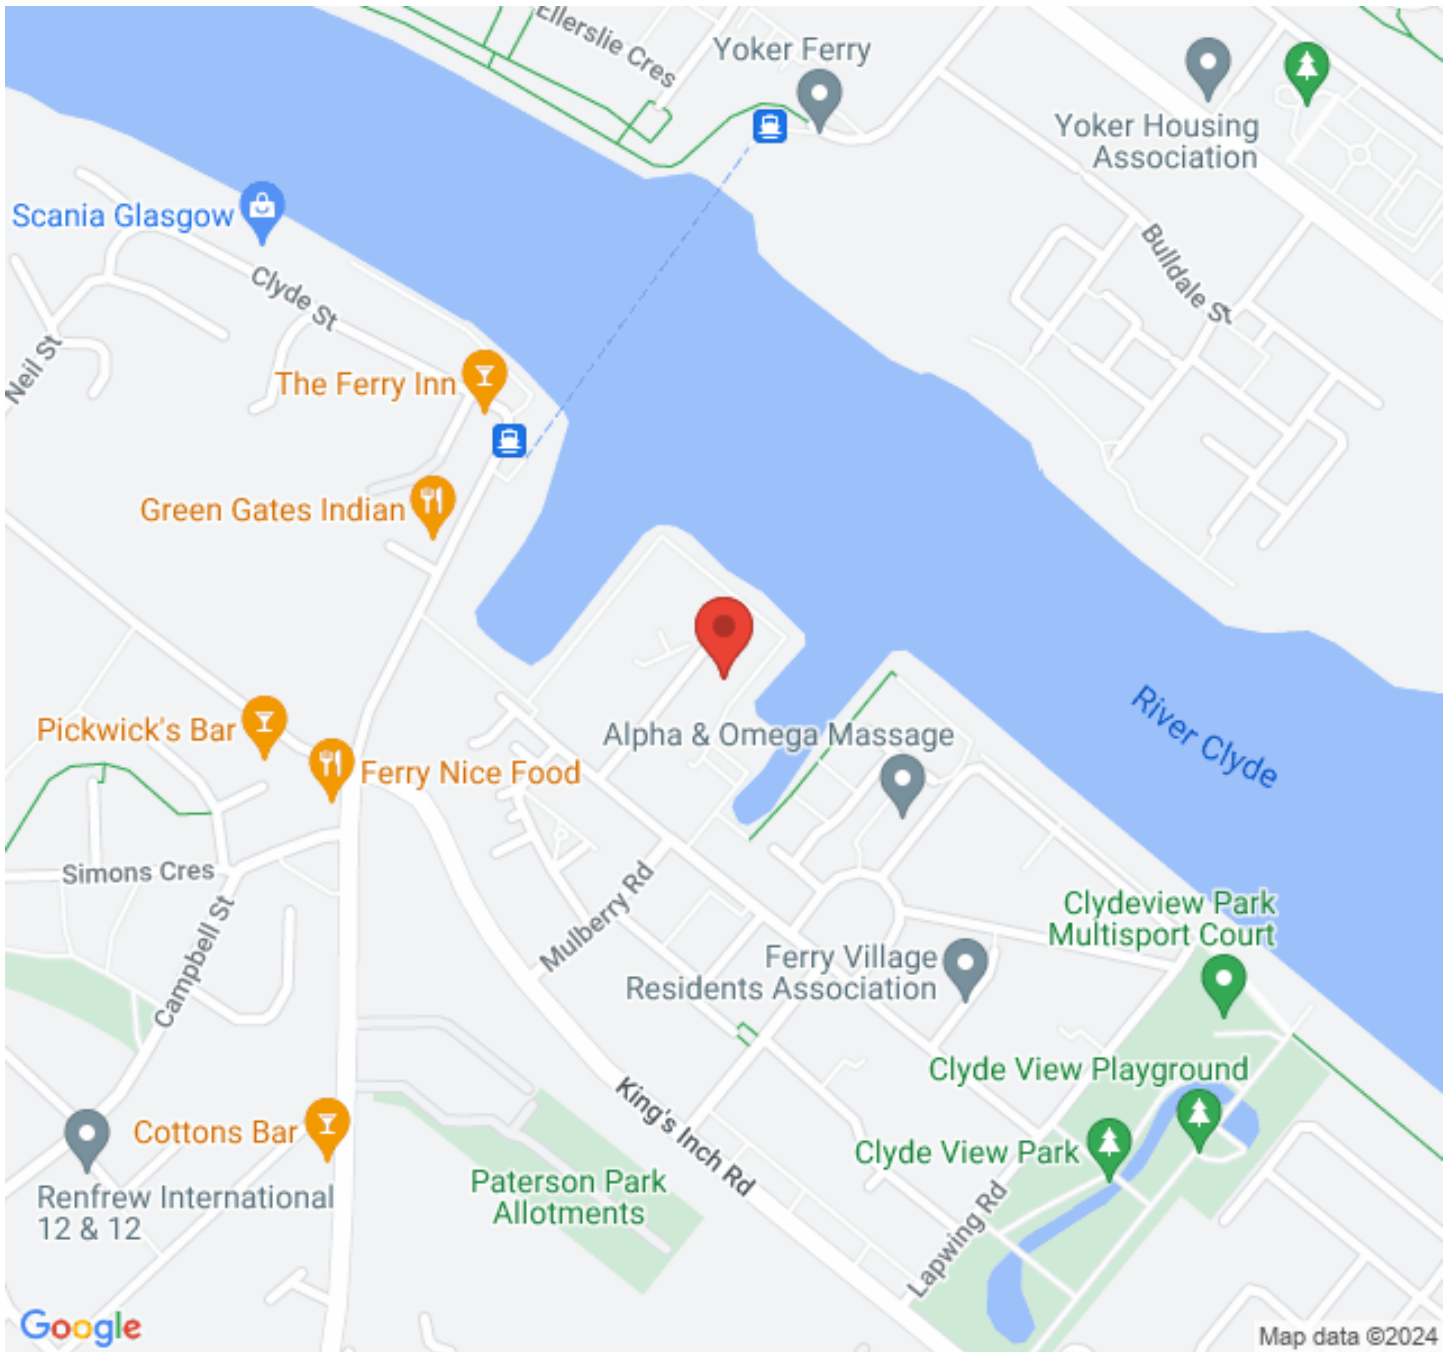 Ellerslie Cres
Yoker Ferry
Yoker Housing
Association
Scania Glasgow
Clyde St
Bulldale St
Neil St
The Ferry Inn
Green Gates Indian
River Clyde
Pickwick's Bar
Alpha & Omega Massage
Ferry Nice Food
Simons Cres
Mulberry Rd
Campbell St
Clydeview Park
Multisport Court
Ferry Village
Residents Association
Clyde View Playground
King's Inch Rd
Cottons Bar
Clyde View Park
Paterson Park
Allotments
Renfrew International
12 & 12
Lapwing Rd
Google
Map data ©2024